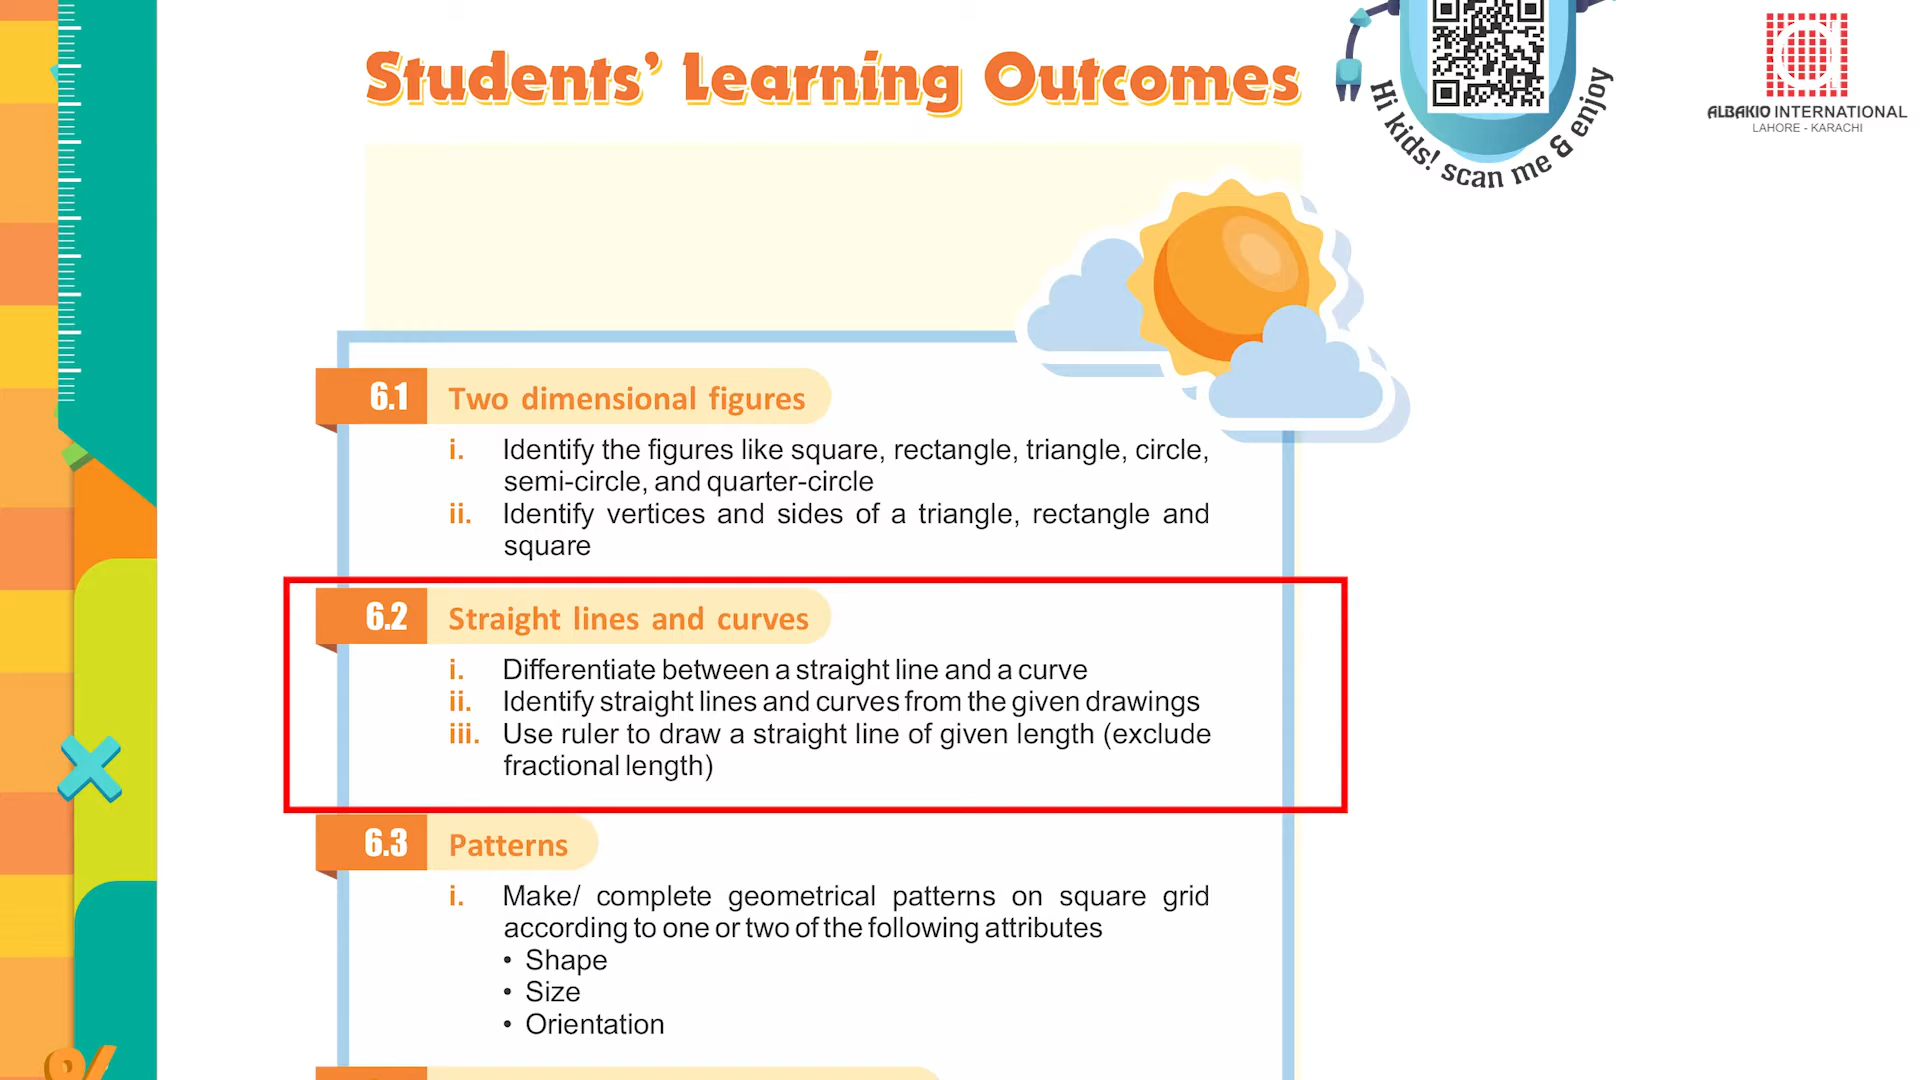 Students' Learning Outcomes
Hi kids! scan me & enjoy
ALBAKIO INTERNATIONAL
LAHORE - KARACHI
6.1 Two dimensional figures
i. Identify the figures like square, rectangle, triangle, circle,
semi-circle, and quarter-circle
ii. Identify vertices and sides of a triangle, rectangle and
square
6.2 Straight lines and curves
i. Differentiate between a straight line and a curve
ii. Identify straight lines and curves from the given drawings
iii. Use ruler to draw a straight line of given length (exclude
fractional length)
6.3 Patterns
i. Make/ complete geometrical patterns on square grid
according to one or two of the following attributes
• Shape
• Size
• Orientation